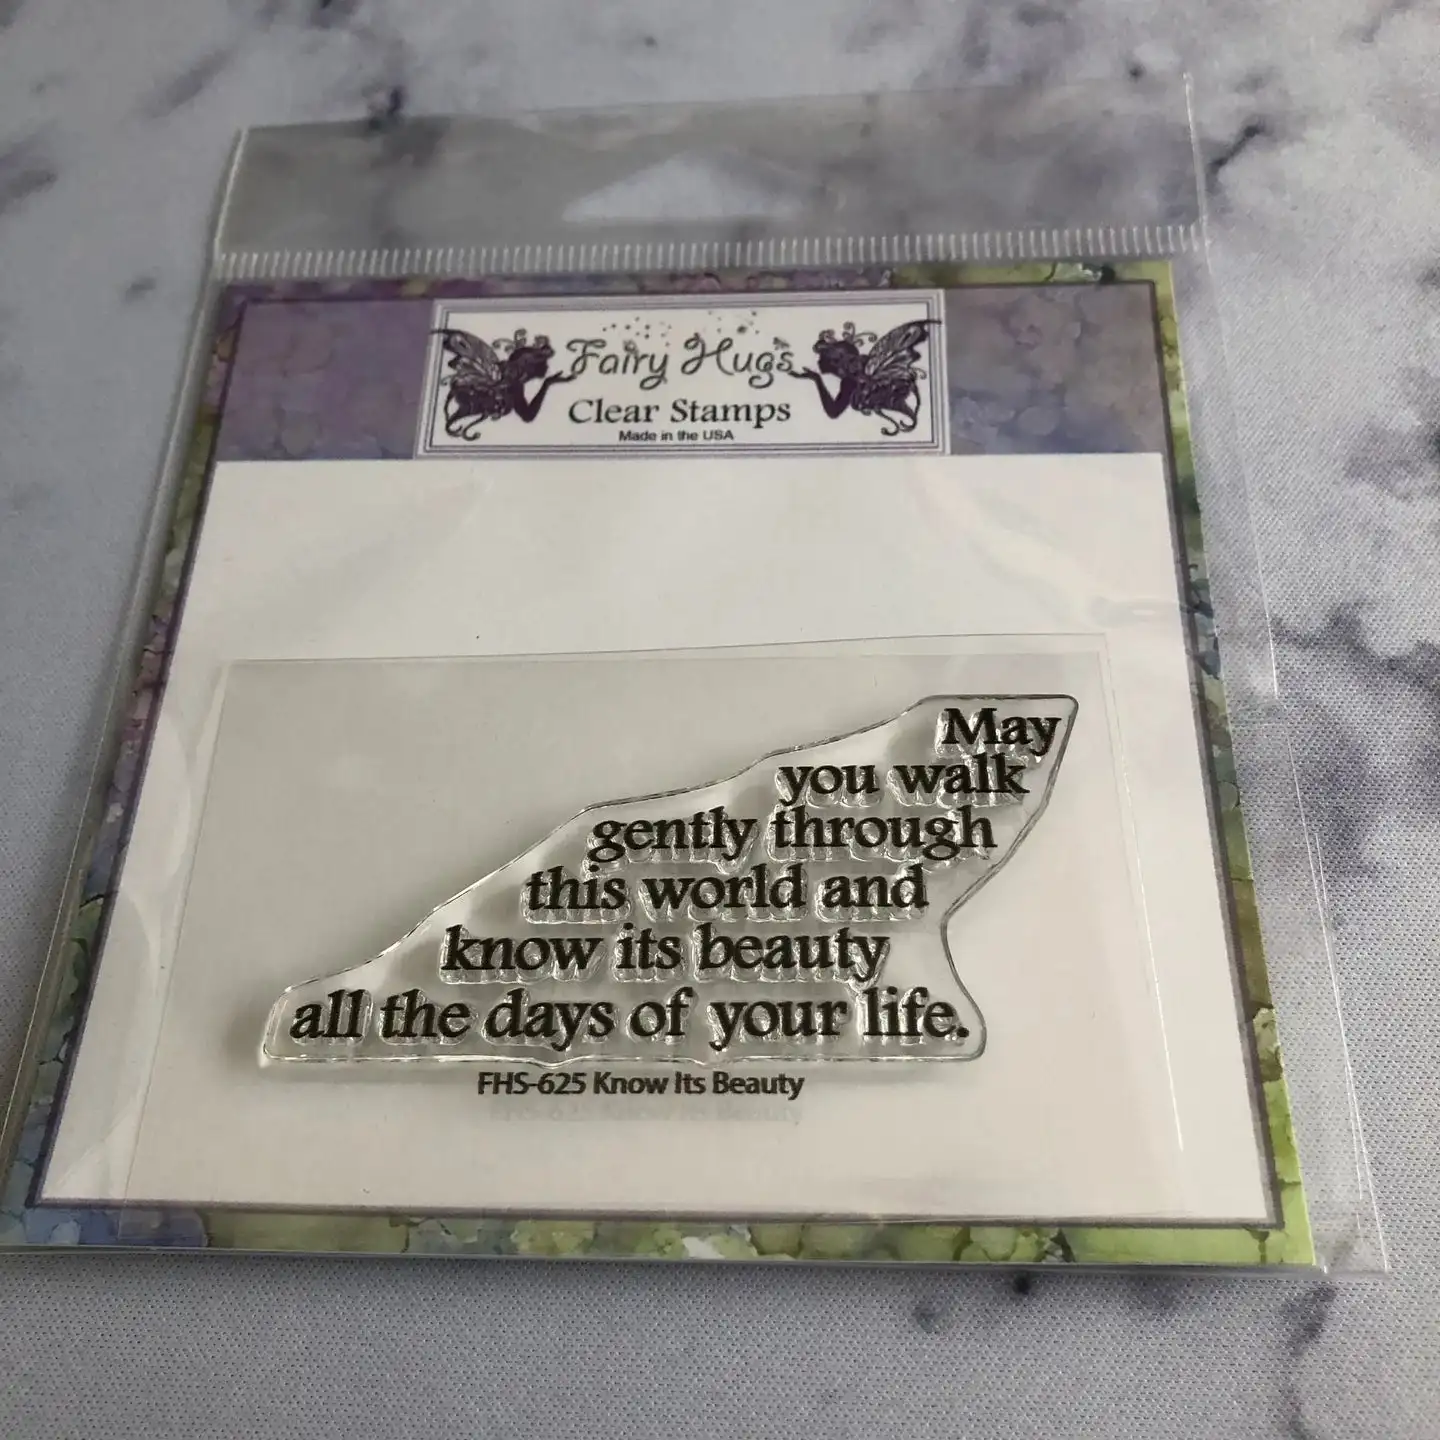 Fairy Hugs
Clear Stamps
Made in the USA
May
you walk
gently through
this world and
know its beauty
all the days of your life.
FHS-625 Know Its Beauty